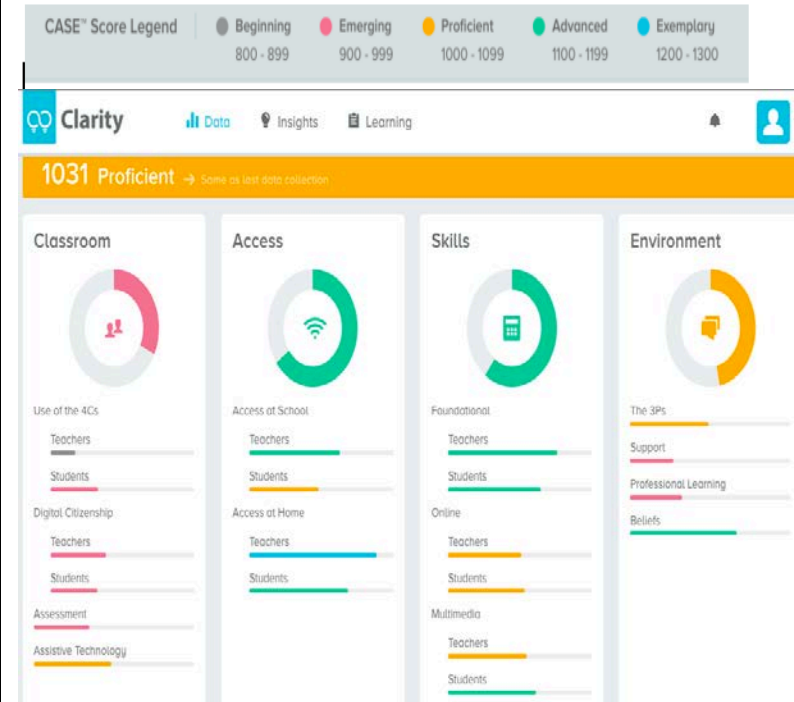 CASE™ Score Legend
Beginning
Emerging
Proficient
Advanced
Exemplary
800 - 899
900 - 999
1000 - 1099
1100 - 1199
1200 - 1300
Clarity
Data
Insights
Learning
1031 Proficient → Same as last data collection
Classroom
Use of the 4Cs
Teachers
Students
Digital Citizenship
Teachers
Students
Assessment
Assistive Technology
Access
Access at School
Teachers
Students
Access at Home
Teachers
Students
Skills
Foundational
Teachers
Students
Online
Teachers
Students
Multimedia
Teachers
Students
Environment
The 3Ps
Support
Professional Learning
Beliefs